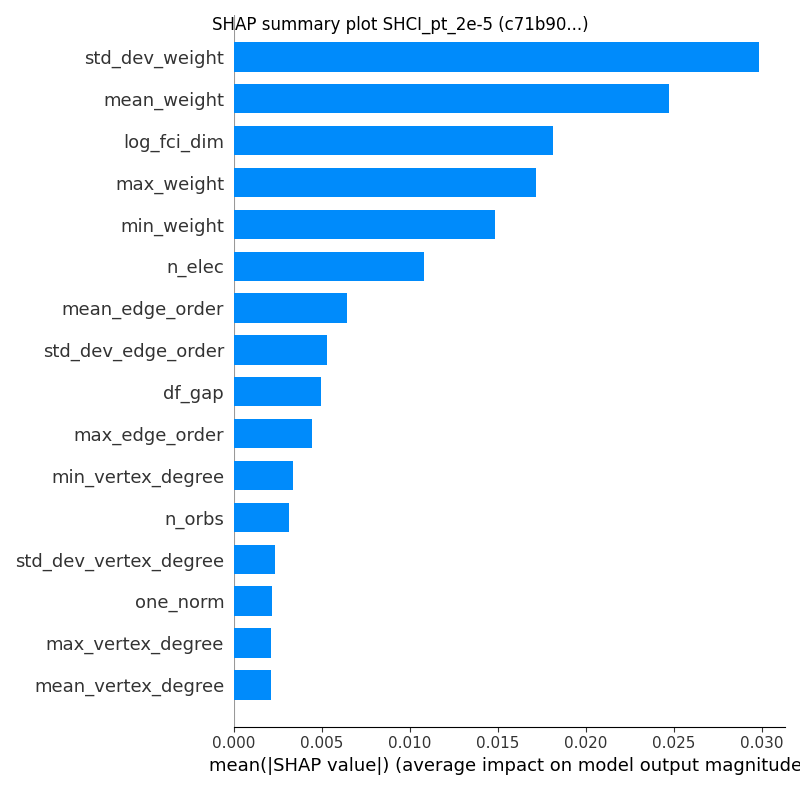 SHAP summary plot SHCI_pt_2e-5 (c71b90...)
std_dev_weight
mean_weight
log_fci_dim
max_weight
min_weight
n_elec
mean_edge_order
std_dev_edge_order
df_gap
max_edge_order
min_vertex_degree
n_orbs
std_dev_vertex_degree
one_norm
max_vertex_degree
mean_vertex_degree
0.000 0.005 0.010 0.015 0.020 0.025 0.030
mean(|SHAP value|) (average impact on model output magnitude